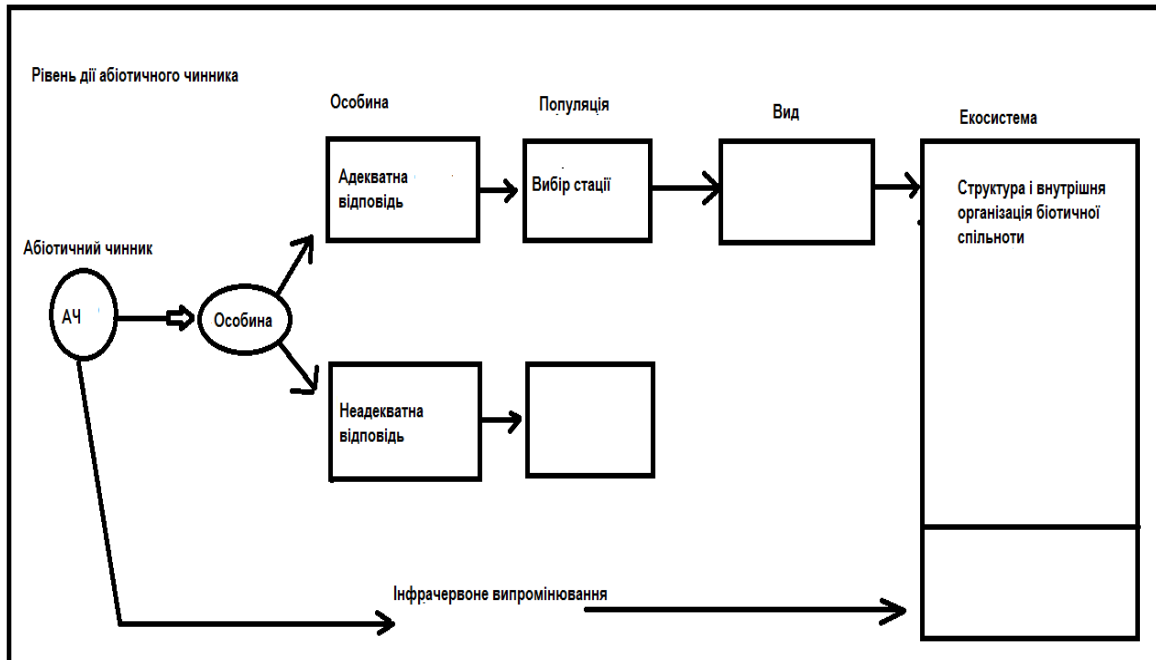 Рівень дії абіотичного чинника
Особина
Популяція
Вид
Екосистема
Адекватна
відповідь
Вибір стації
Структура і внутрішня
організація біотичної
спільноти
Абіотичний чинник
АЧ
Особина
Неадекватна
відповідь
Інфрачервоне випромінювання